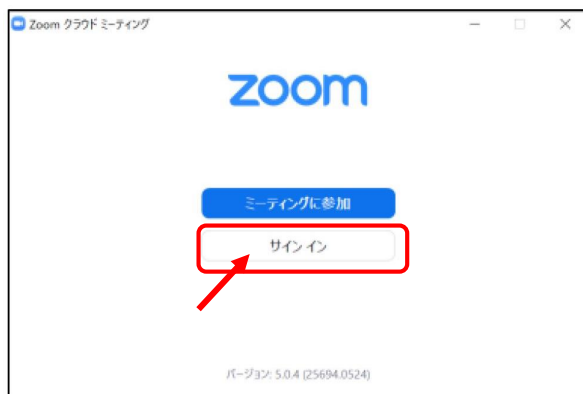 Zoom クラウド ミーティング
zoom
ミーティングに参加
サイン イン
バージョン: 5.0.4 (25694.0524)